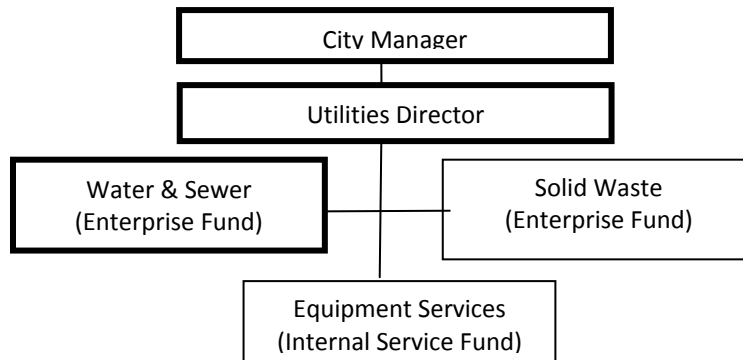 City Manager
Utilities Director
Water & Sewer
(Enterprise Fund)
Solid Waste
(Enterprise Fund)
Equipment Services
(Internal Service Fund)